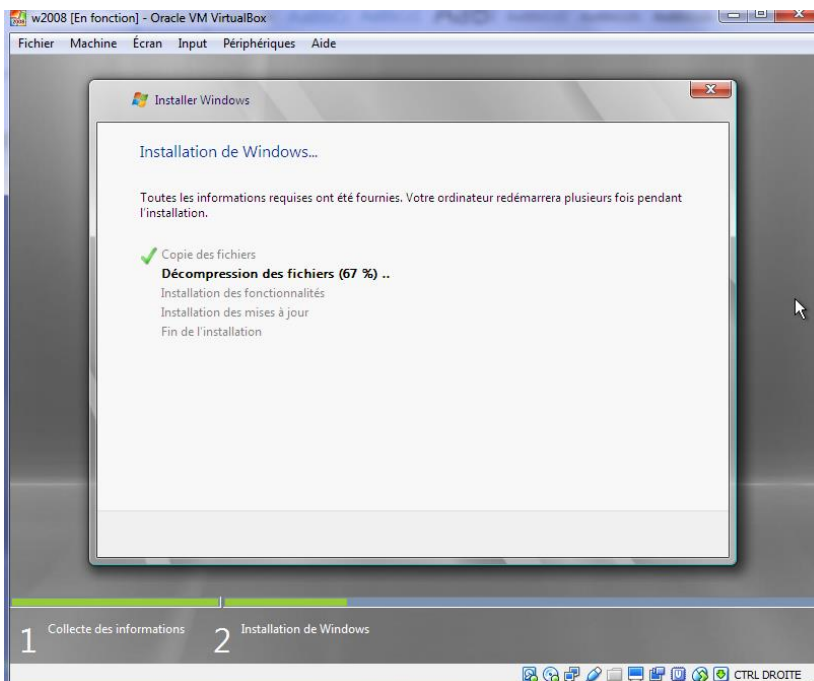 w2008 [En fonction] - Oracle VM VirtualBox
Fichier Machine Écran Input Périphériques Aide
Installer Windows
Installation de Windows...
Toutes les informations requises ont été fournies. Votre ordinateur redémarrera plusieurs fois pendant
l'installation.
Copie des fichiers
Décompression des fichiers (67 %) ..
Installation des fonctionnalités
Installation des mises à jour
Fin de l'installation
1 Collecte des informations 2 Installation de Windows
CTRL DROITE